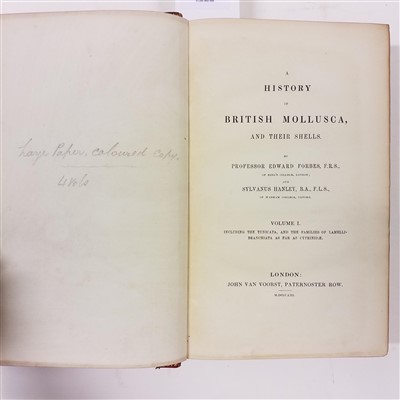 Large Paper. coloured copy.
4 vols
A
HISTORY
OF
BRITISH MOLLUSCA,
AND THEIR SHELLS.
BY
PROFESSOR EDWARD FORBES, F.R.S.,
OF KING'S COLLEGE, LONDON;
AND
SYLVANUS HANLEY, B.A., F.L.S.,
OF WADHAM COLLEGE, OXFORD.
VOLUME I.
INCLUDING THE TUNICATA, AND THE FAMILIES OF LAMELLI-
BRANCHIATA AS FAR AS CYPRINIDÆ.
LONDON:
JOHN VAN VOORST, PATERNOSTER ROW.
M.DCCC.LIII.